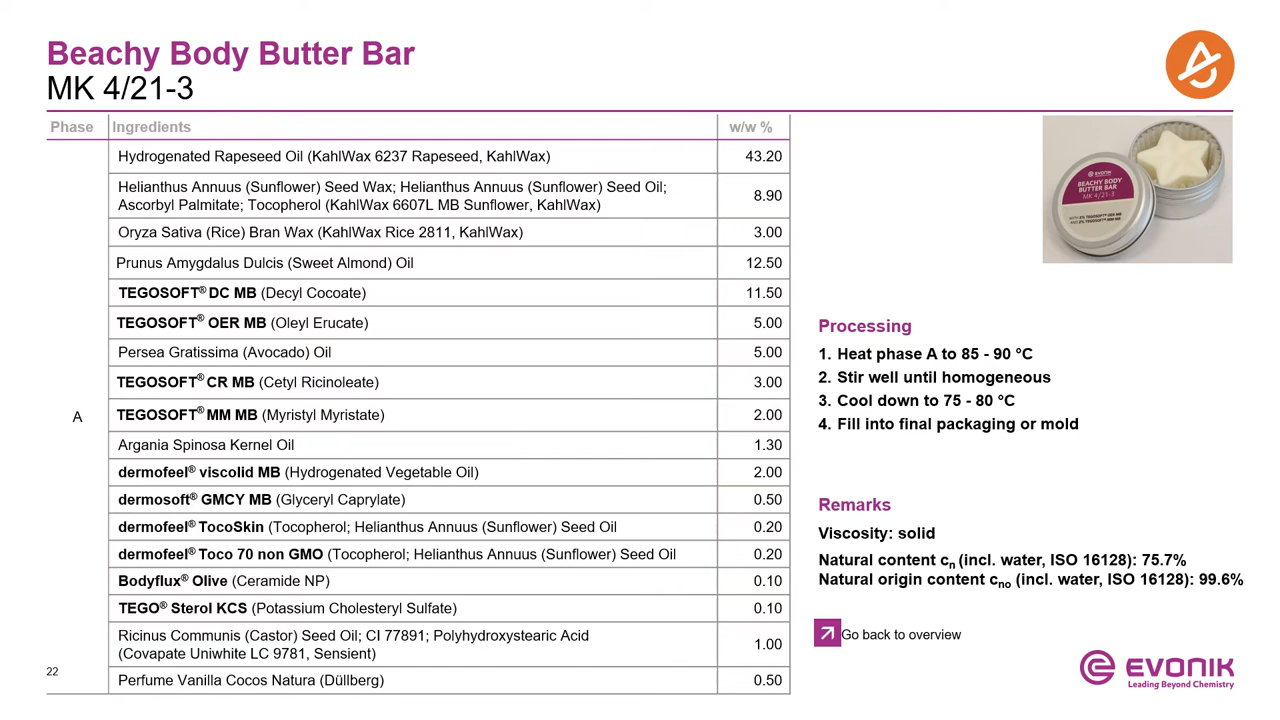 Beachy Body Butter Bar
MK 4/21-3
Phase Ingredients w/w %
A
Hydrogenated Rapeseed Oil (KahlWax 6237 Rapeseed, KahlWax) 43.20
Helianthus Annuus (Sunflower) Seed Wax; Helianthus Annuus (Sunflower) Seed Oil;
Ascorbyl Palmitate; Tocopherol (KahlWax 6607L MB Sunflower, KahlWax) 8.90
Oryza Sativa (Rice) Bran Wax (KahlWax Rice 2811, KahlWax) 3.00
Prunus Amygdalus Dulcis (Sweet Almond) Oil 12.50
TEGOSOFT® DC MB (Decyl Cocoate) 11.50
TEGOSOFT® OER MB (Oleyl Erucate) 5.00
Persea Gratissima (Avocado) Oil 5.00
TEGOSOFT® CR MB (Cetyl Ricinoleate) 3.00
TEGOSOFT® MM MB (Myristyl Myristate) 2.00
Argania Spinosa Kernel Oil 1.30
dermofeel® viscolid MB (Hydrogenated Vegetable Oil) 2.00
dermosoft® GMCY MB (Glyceryl Caprylate) 0.50
dermofeel® TocoSkin (Tocopherol; Helianthus Annuus (Sunflower) Seed Oil 0.20
dermofeel® Toco 70 non GMO (Tocopherol; Helianthus Annuus (Sunflower) Seed Oil 0.20
Bodyflux® Olive (Ceramide NP) 0.10
TEGO® Sterol KCS (Potassium Cholesteryl Sulfate) 0.10
Ricinus Communis (Castor) Seed Oil; CI 77891; Polyhydroxystearic Acid
(Covapate Uniwhite LC 9781, Sensient) 1.00
Perfume Vanilla Cocos Natura (Düllberg) 0.50
EVONIK
BEACHY BODY
BUTTER BAR
MK 4/21-3
WITH 5% TEGOSOFT® OER MB
AND 2% TEGOSOFT® MM MB
Processing
1. Heat phase A to 85 - 90 °C
2. Stir well until homogeneous
3. Cool down to 75 - 80 °C
4. Fill into final packaging or mold
Remarks
Viscosity: solid
Natural content cn (incl. water, ISO 16128): 75.7%
Natural origin content cno (incl. water, ISO 16128): 99.6%
Go back to overview
22
EVONIK
Leading Beyond Chemistry